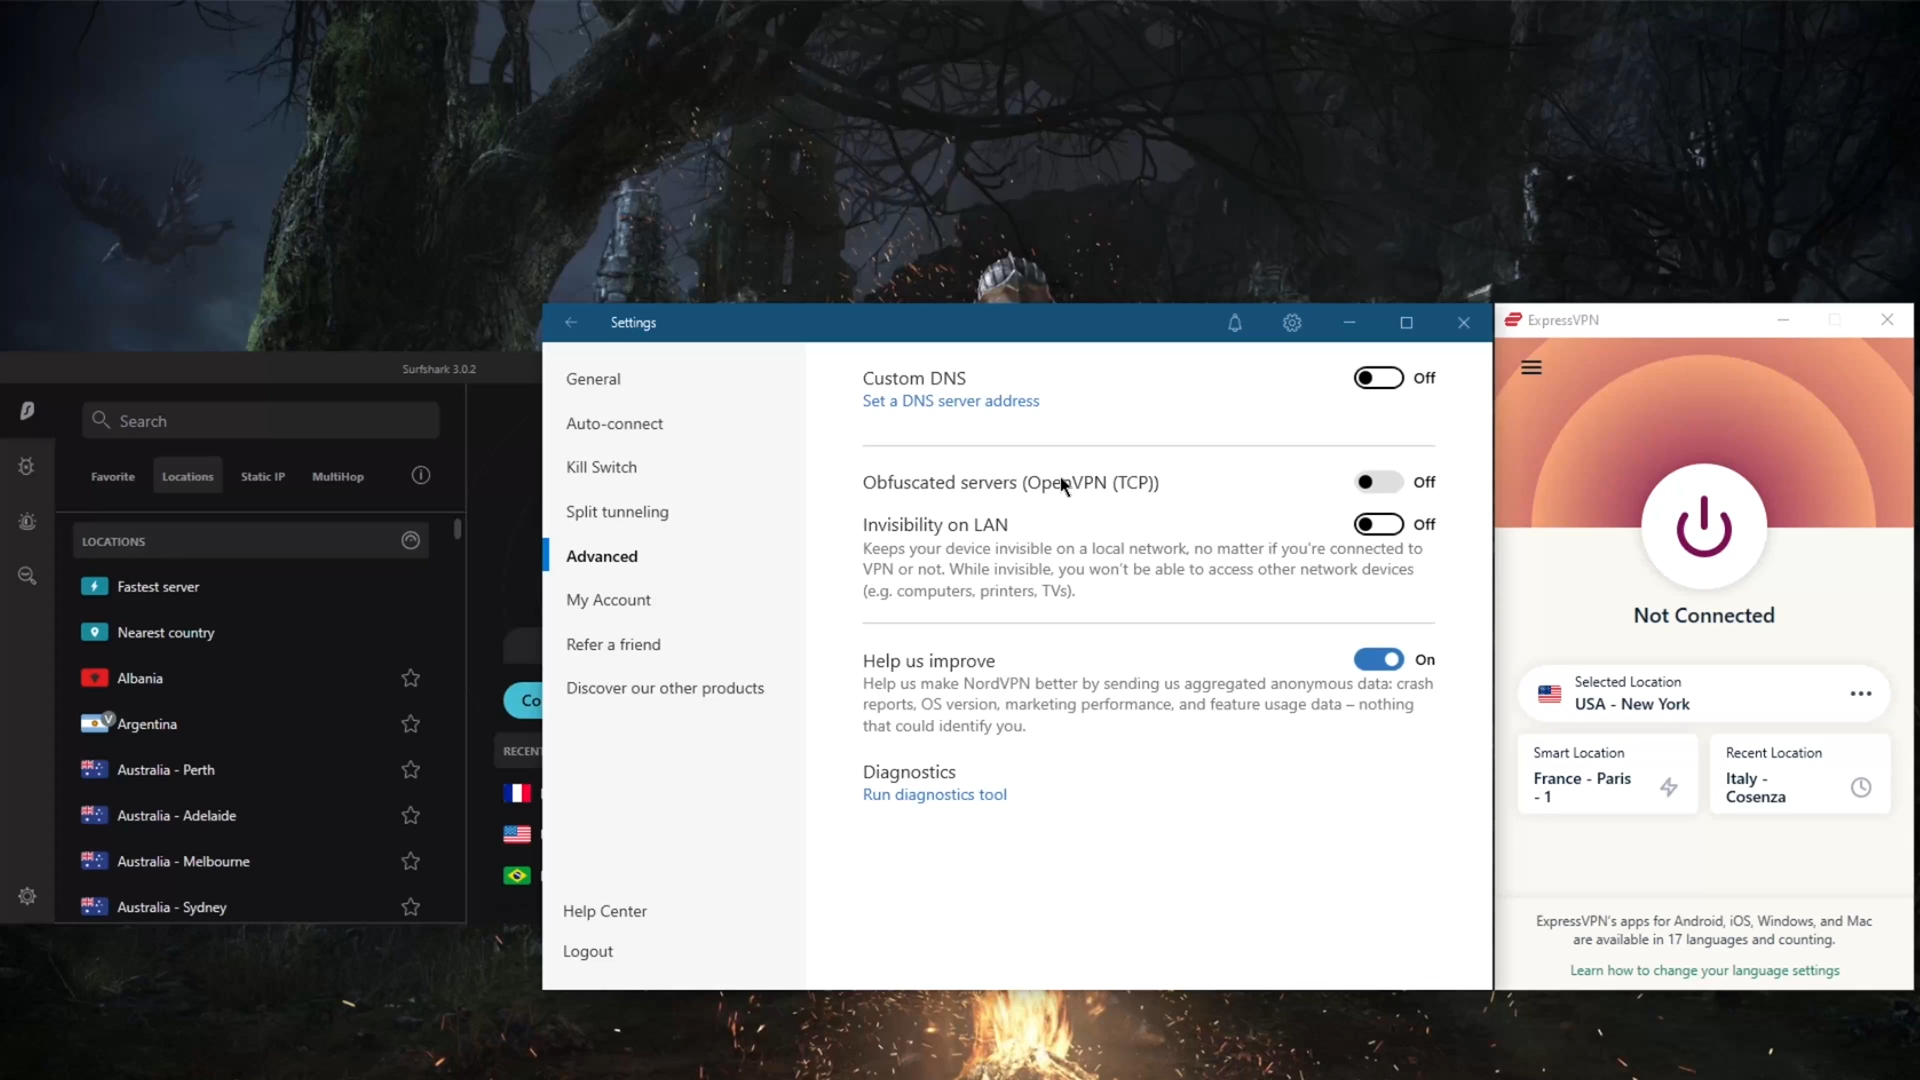 Surfshark 3.0.2
Search
Favorite
Locations
Static IP
MultiHop
LOCATIONS
Fastest server
Nearest country
Albania
V
Argentina
Australia - Perth
Australia - Adelaide
Australia - Melbourne
Australia - Sydney
Co
RECEN
Settings
General
Auto-connect
Kill Switch
Split tunneling
Advanced
My Account
Refer a friend
Discover our other products
Help Center
Logout
Custom DNS
Off
Set a DNS server address
Obfuscated servers (OpenVPN (TCP))
Off
Invisibility on LAN
Off
Keeps your device invisible on a local network, no matter if you're connected to
VPN or not. While invisible, you won't be able to access other network devices
(e.g. computers, printers, TVs).
Help us improve
On
Help us make NordVPN better by sending us aggregated anonymous data: crash
reports, OS version, marketing performance, and feature usage data – nothing
that could identify you.
Diagnostics
Run diagnostics tool
ExpressVPN
Not Connected
Selected Location
USA - New York
Smart Location
France - Paris
- 1
Recent Location
Italy -
Cosenza
ExpressVPN's apps for Android, iOS, Windows, and Mac
are available in 17 languages and counting.
Learn how to change your language settings